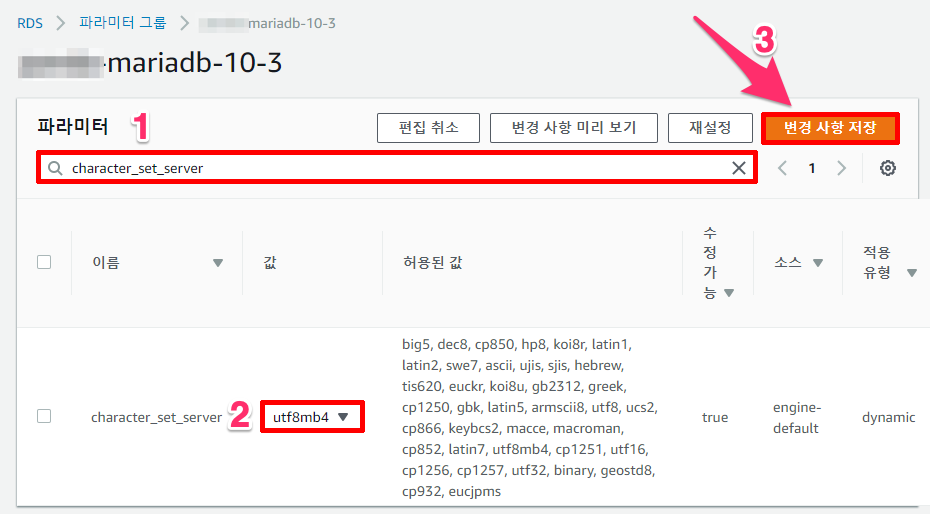 RDS > 파라미터 그룹 > mariadb-10-3
-mariadb-10-3
3
파라미터 1 편집 취소 변경 사항 미리 보기 재설정 변경 사항 저장
character_set_server 1
이름 값 허용된 값 수정가능 소스 적용 유형
big5, dec8, cp850, hp8, koi8r, latin1,
latin2, swe7, ascii, ujis, sjis, hebrew,
tis620, euckr, koi8u, gb2312, greek,
cp1250, gbk, latin5, armscii8, utf8, ucs2,
character_set_server 2 utf8mb4 cp866, keybcs2, macce, macroman, true engine-default dynamic
cp852, latin7, utf8mb4, cp1251, utf16,
cp1256, cp1257, utf32, binary, geostd8,
cp932, eucjpms